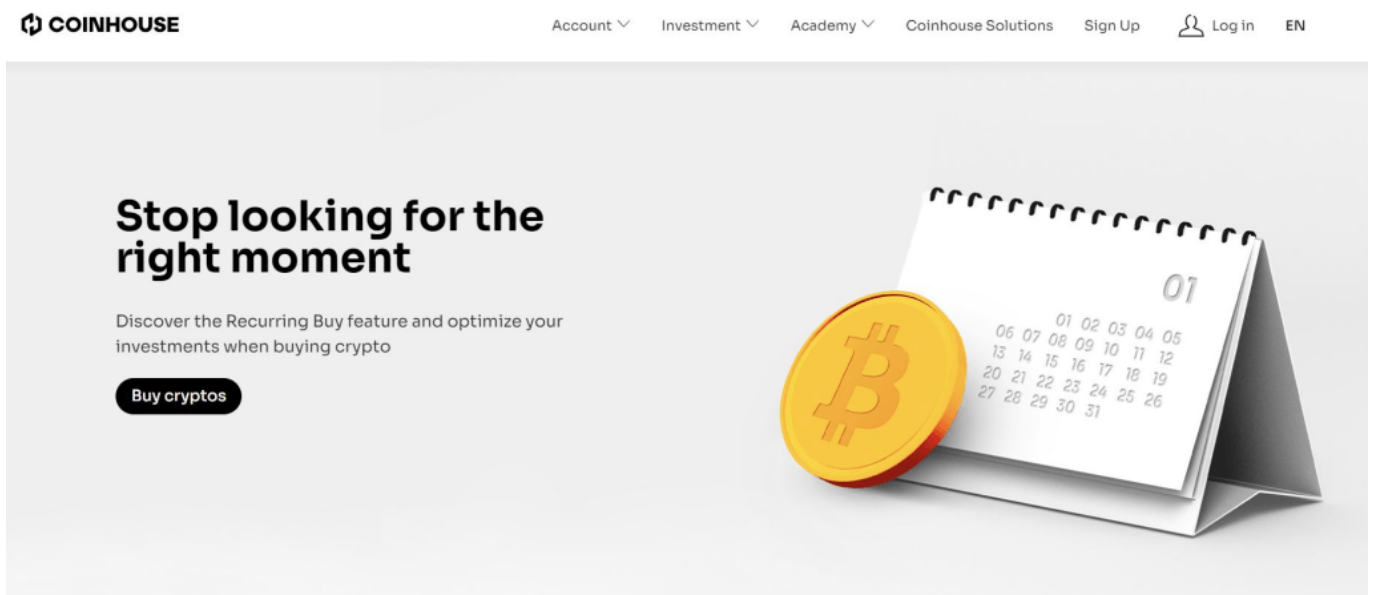 COINHOUSE
Account
Investment
Academy
Coinhouse Solutions
Sign Up
Log in
EN
Stop looking for the
right moment
Discover the Recurring Buy feature and optimize your
investments when buying crypto
Buy cryptos
01
01 02 03 04 05
06 07 08 09 10 11 12
13 14 15 16 17 18 19
20 21 22 23 24 25 26
27 28 29 30 31